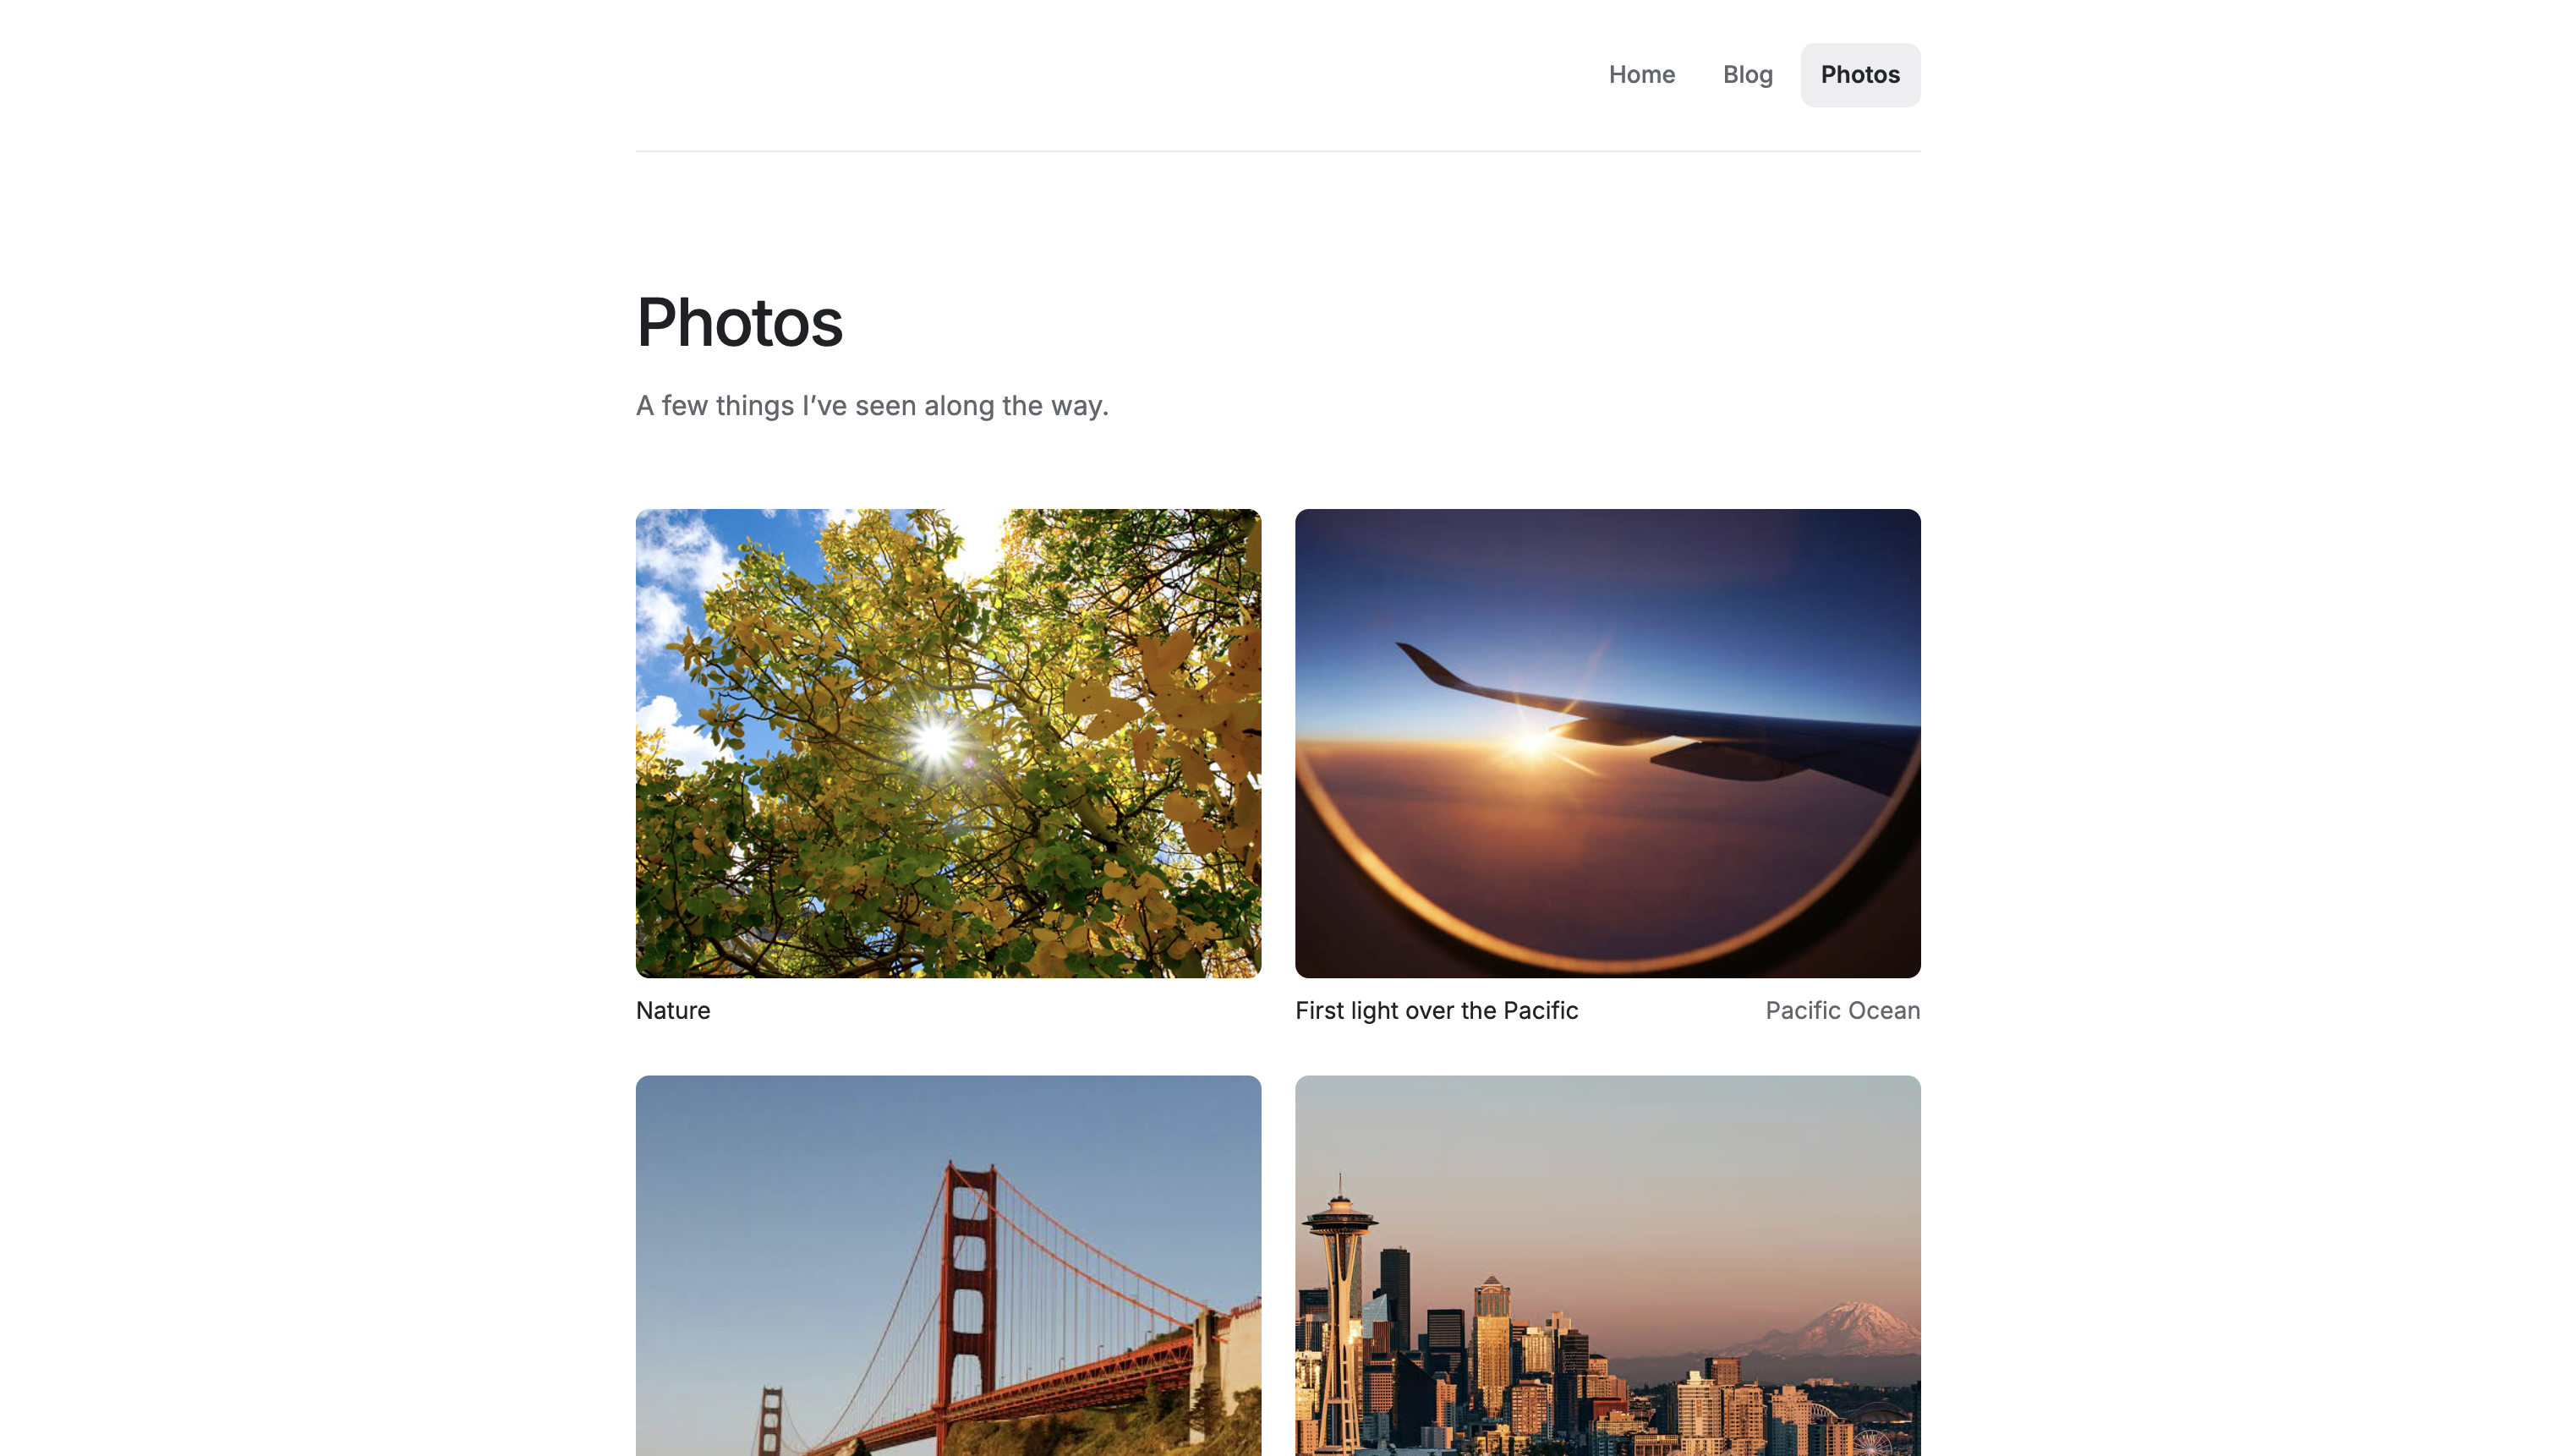 Home Blog Photos
Photos
A few things I’ve seen along the way.
Nature
First light over the Pacific Pacific Ocean